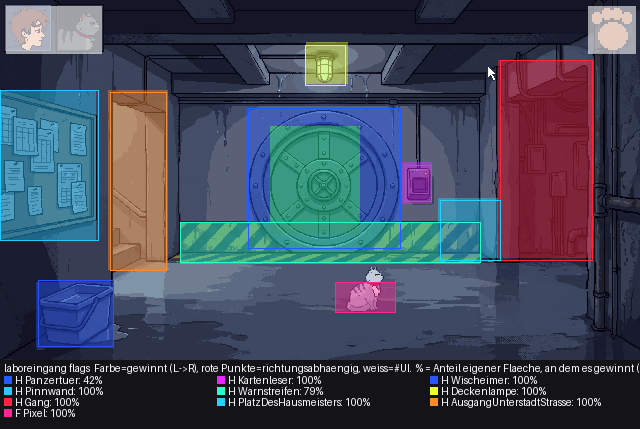 laboreingang flags Farbe=gewinnt (L->R), rote Punkte=richtungsabhaengig, weiss=#UI. % = Anteil eigener Flaeche, an dem es gewinnt (
H Panzertuer: 42%
H Kartenleser: 100%
H Wischeimer: 100%
H Pinnwand: 100%
H Warnstreifen: 79%
H Deckenlampe: 100%
H Gang: 100%
H PlatzDesHausmeisters: 100%
H AusgangUnterstadtStrasse: 100%
F Pixel: 100%